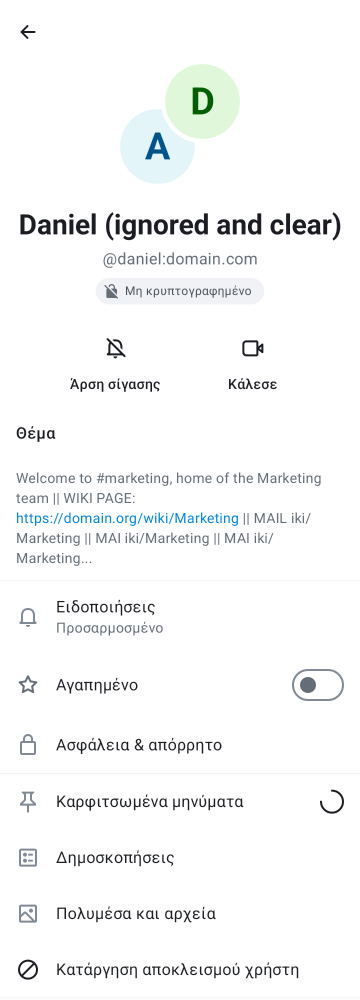 D
A
Daniel (ignored and clear)
@daniel:domain.com
Μη κρυπτογραφημένο
Άρση σίγασης
Κάλεσε
Θέμα
Welcome to #marketing, home of the Marketing
team || WIKI PAGE:
https://domain.org/wiki/Marketing || MAIL iki/
Marketing || MAI iki/Marketing || MAI iki/
Marketing...
Ειδοποιήσεις
Προσαρμοσμένο
Αγαπημένο
Ασφάλεια & απόρρητο
Καρφιτσωμένα μηνύματα
Δημοσκοπήσεις
Πολυμέσα και αρχεία
Κατάργηση αποκλεισμού χρήστη